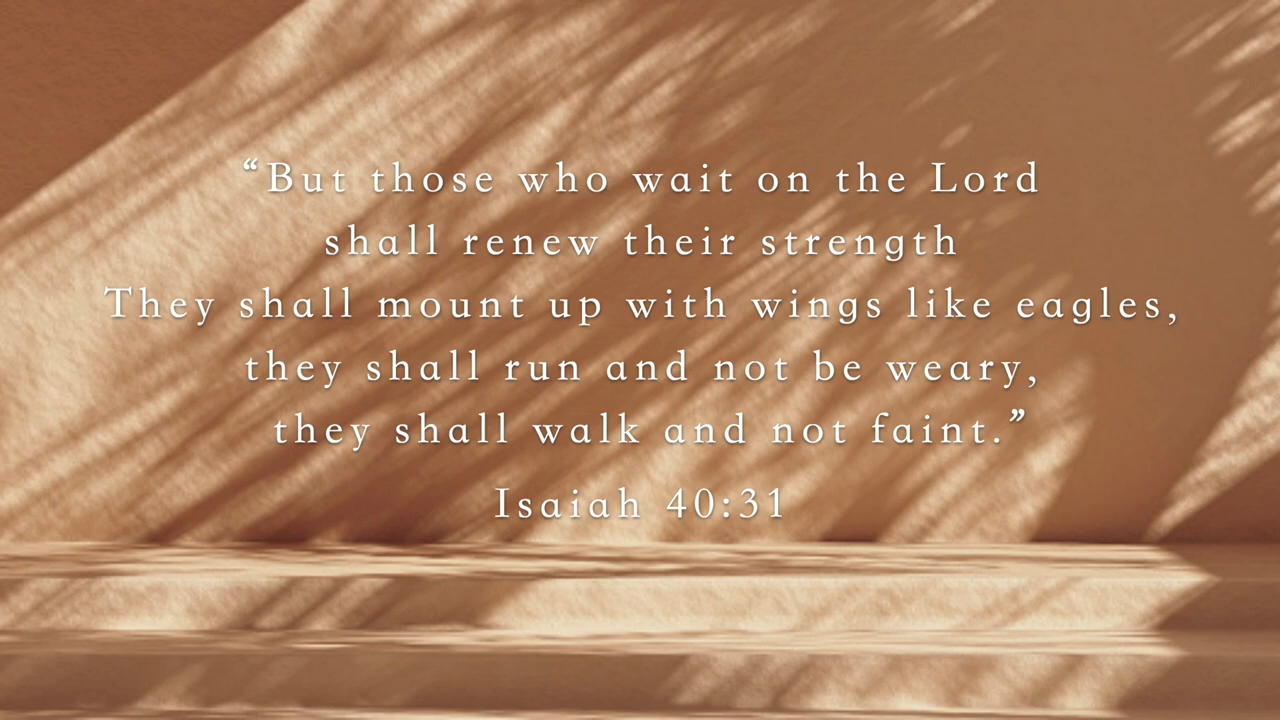 “But those who wait on the Lord
shall renew their strength
They shall mount up with wings like eagles,
they shall run and not be weary,
they shall walk and not faint.”
Isaiah 40:31